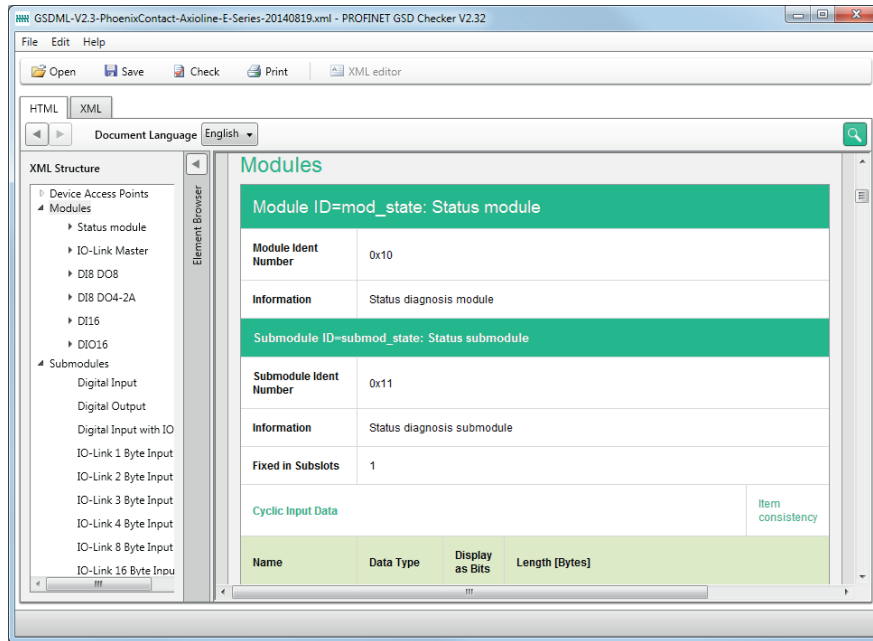 GSDML-V2.3-PhoenixContact-Axioline-E-Series-20140819.xml - PROFINET GSD Checker V2.32
File Edit Help
Open Save Check Print XML editor
HTML XML
Document Language English
XML Structure
Device Access Points
Modules
Status module
IO-Link Master
DI8 DO8
DI8 DO4-2A
DI16
DIO16
Submodules
Digital Input
Digital Output
Digital Input with IO
IO-Link 1 Byte Input
IO-Link 2 Byte Input
IO-Link 3 Byte Input
IO-Link 4 Byte Input
IO-Link 8 Byte Input
IO-Link 16 Byte Inpu
Element Browser
Modules
Module ID=mod_state: Status module
Module Ident
Number
0x10
Information Status diagnosis module
Submodule ID=submod_state: Status submodule
Submodule Ident
Number
0x11
Information Status diagnosis submodule
Fixed in Subslots 1
Cyclic Input Data
Item
consistency
Name Data Type Display
as Bits
Length [Bytes]